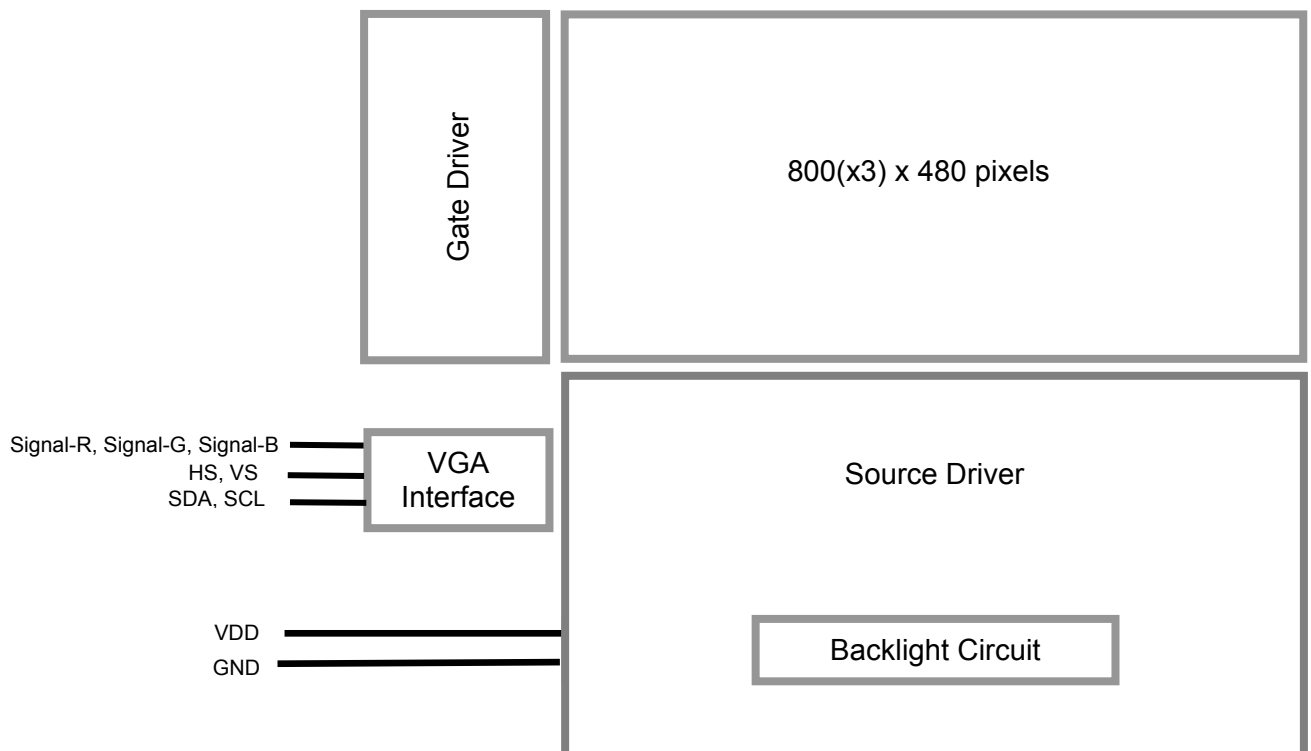 Gate Driver
800(x3) x 480 pixels
Signal-R, Signal-G, Signal-B
HS, VS
SDA, SCL
VGA
Interface
Source Driver
VDD
GND
Backlight Circuit